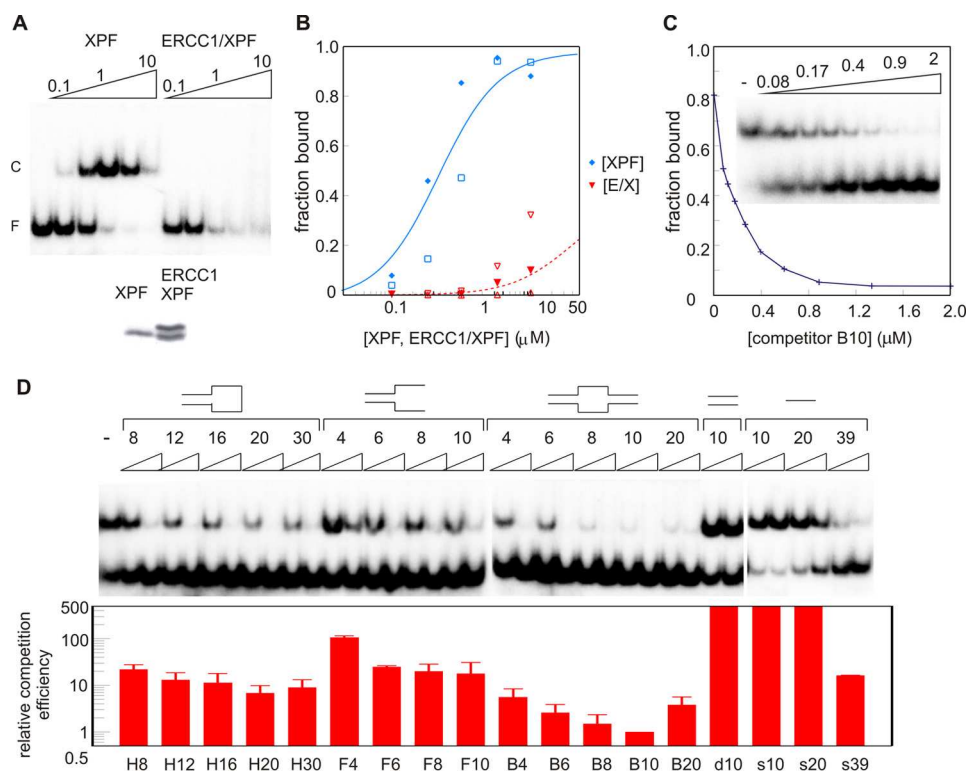 A
XPF ERCC1/XPF
0.1 1 10 0.1 1 10
C
F
XPF ERCC1
XPF
B
1.0
0.8
0.6
0.4
0.2
0
fraction bound
0.1 1 10 50
[XPF, ERCC1/XPF] (μM)
[XPF]
[E/X]
C
1.0
0.8
0.6
0.4
0.2
0
fraction bound
- 0.08 0.17 0.4 0.9 2
0 0.4 0.8 1.2 1.6 2.0
[competitor B10] (μM)
D
- 8 12 16 20 30 4 6 8 10 4 6 8 10 20 10 10 20 39
relative competition
efficiency
500
100
10
1
0.5
H8 H12 H16 H20 H30 F4 F6 F8 F10 B4 B6 B8 B10 B20 d10 s10 s20 s39